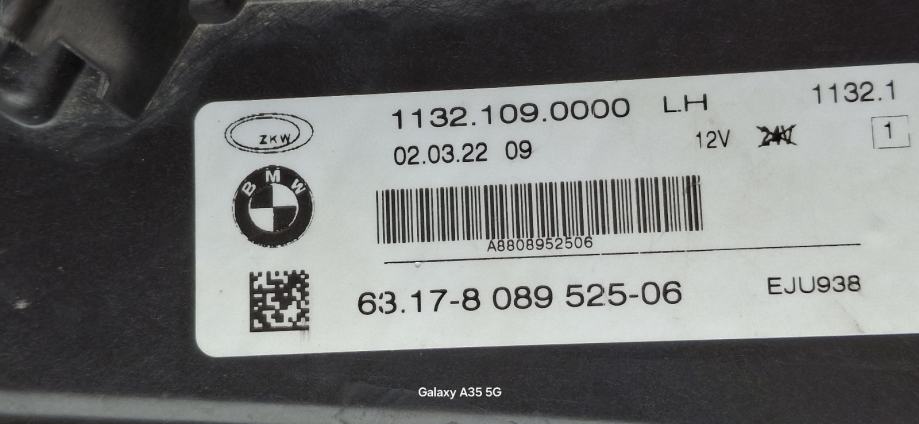 1132.109.0000 LH 1132.1
ZKW
02.03.22 09 12V 24V 1
BMW
A8808952506
63.17-8 089 525-06 EJU938
Galaxy A35 5G